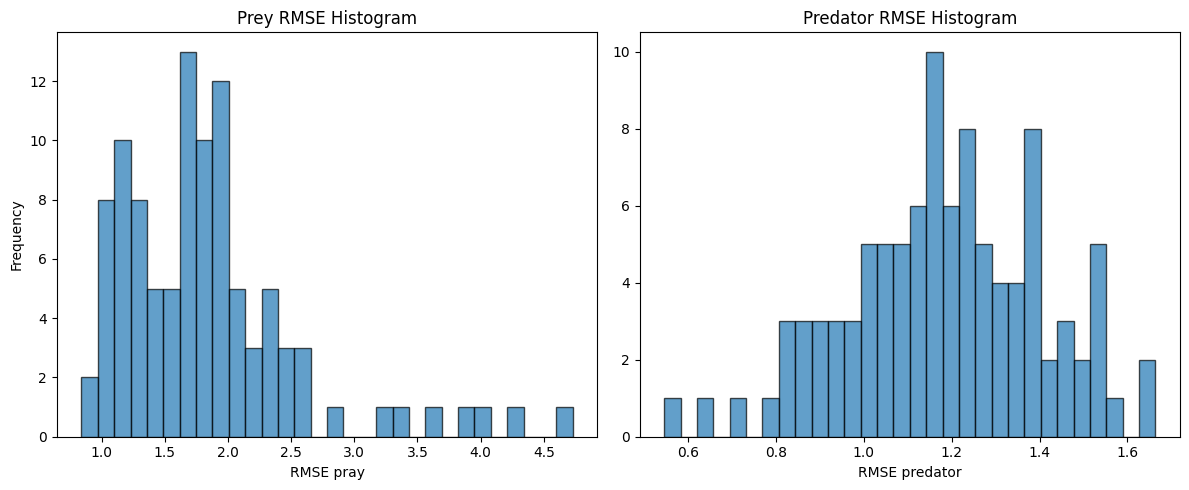 Prey RMSE Histogram
Predator RMSE Histogram
Frequency
12
10
8
6
4
2
0
10
8
6
4
2
0
1.0 1.5 2.0 2.5 3.0 3.5 4.0 4.5
0.6 0.8 1.0 1.2 1.4 1.6
RMSE pray
RMSE predator